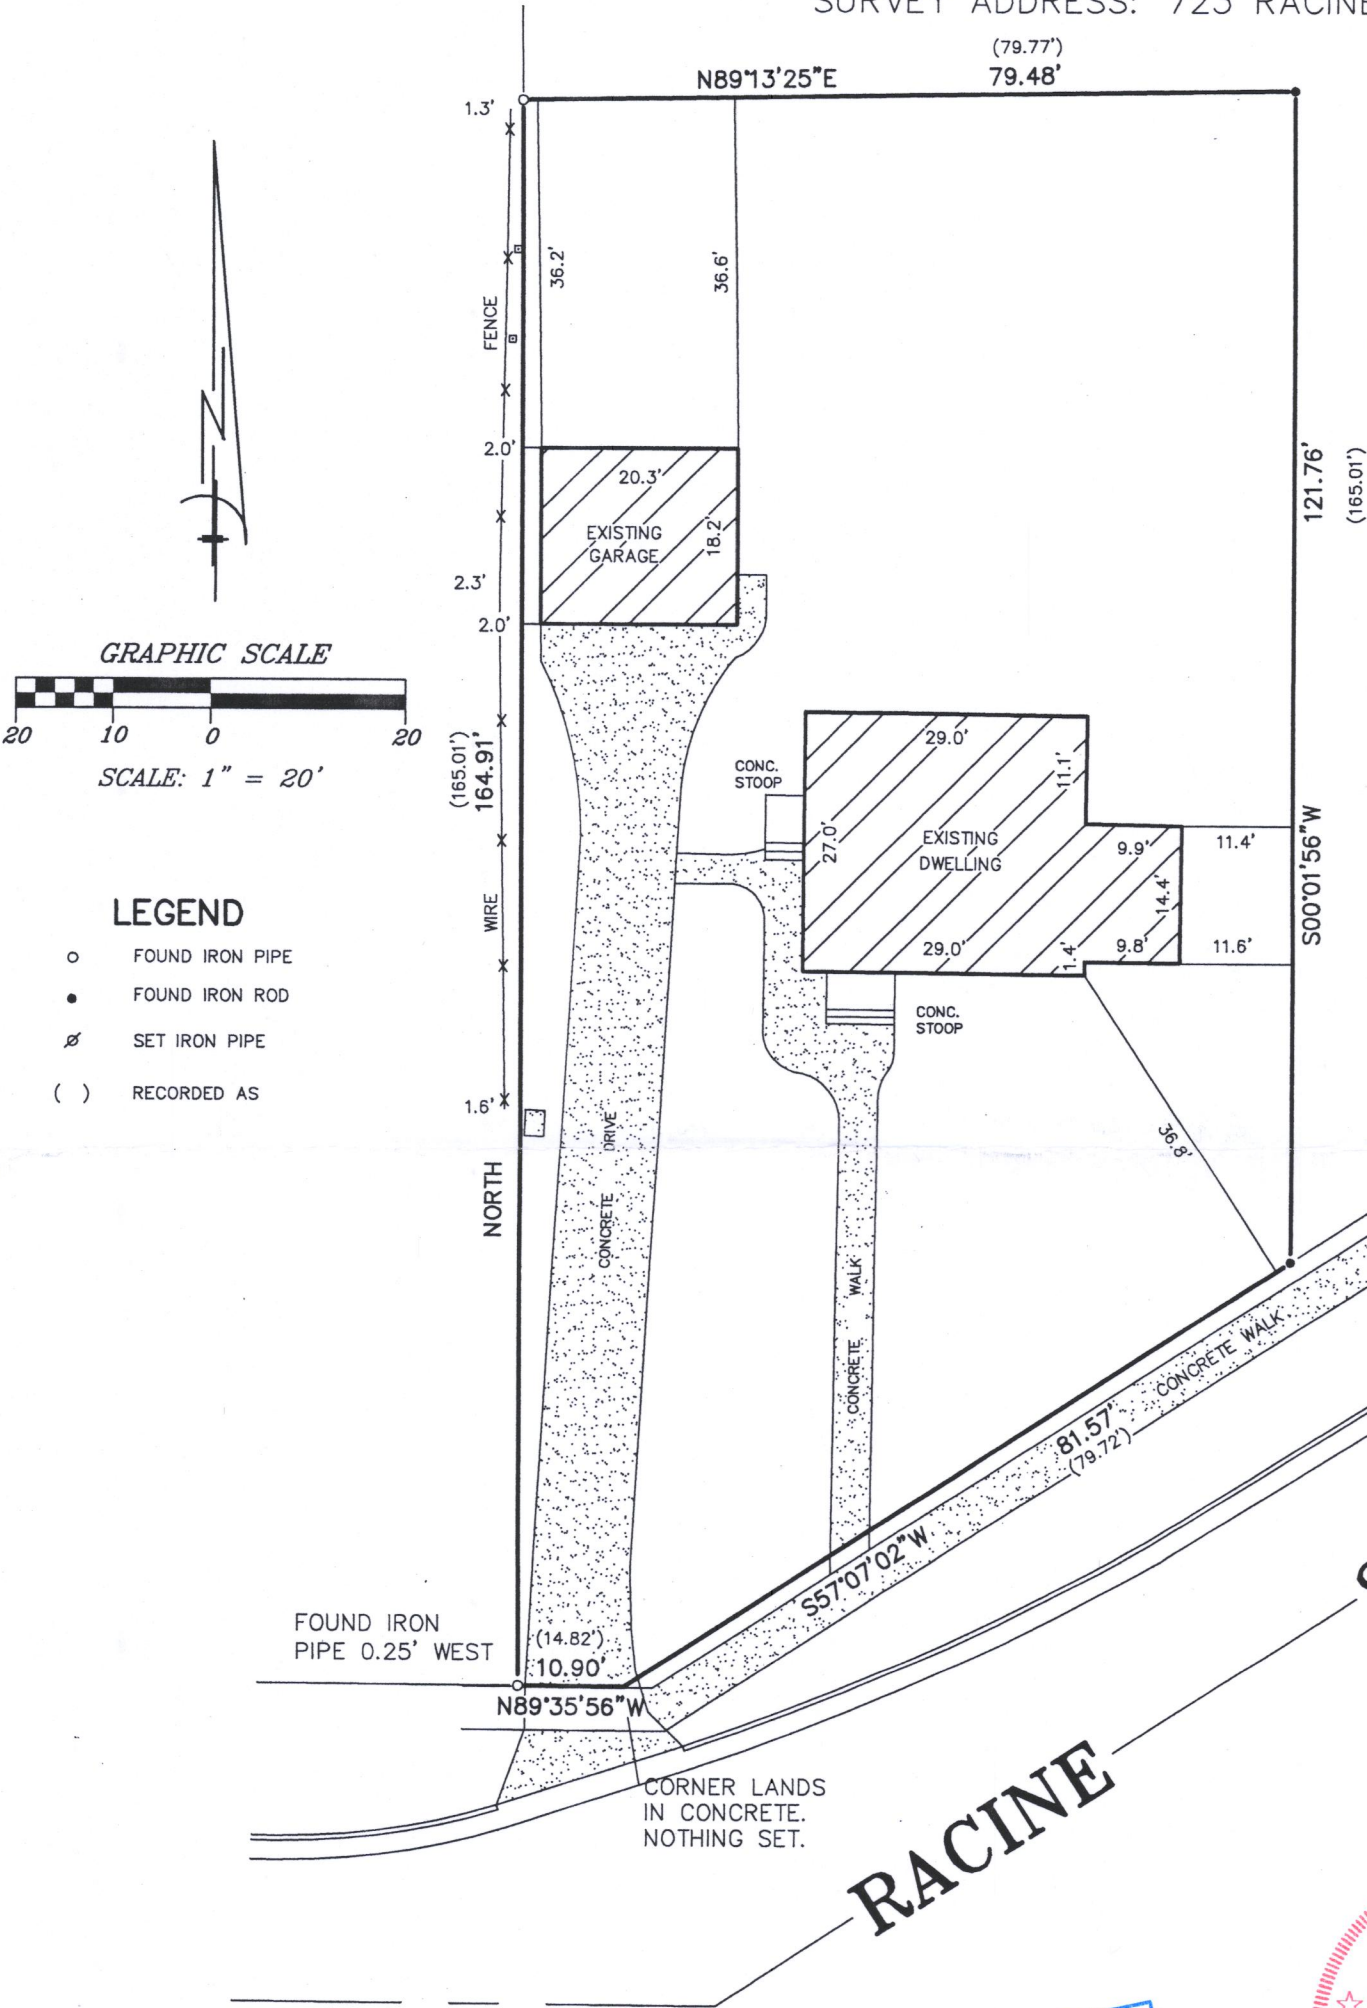 SURVEY ADDRESS: 725 RACINE
(79.77')
N89°13'25"E 79.48'
1.3'
36.2'
36.6'
FENCE
2.0'
20.3'
EXISTING
GARAGE
18.2'
2.3'
2.0'
121.76'
(165.01')
GRAPHIC SCALE
20 10 0 20
SCALE: 1" = 20'
(165.01')
164.91'
CONC.
STOOP
29.0'
11.1'
27.0'
EXISTING
DWELLING
9.9'
11.4'
14.4'
S00°01'56"W
29.0'
1.4'
9.8'
11.6'
WIRE
LEGEND
FOUND IRON PIPE
FOUND IRON ROD
SET IRON PIPE
( ) RECORDED AS
CONC.
STOOP
1.6'
NORTH
CONCRETE DRIVE
36.8'
CONCRETE WALK
CONCRETE WALK
81.57'
(79.72')
S57°07'02"W
FOUND IRON
PIPE 0.25' WEST
(14.82')
10.90'
N89°35'56"W
CORNER LANDS
IN CONCRETE.
NOTHING SET.
RACINE